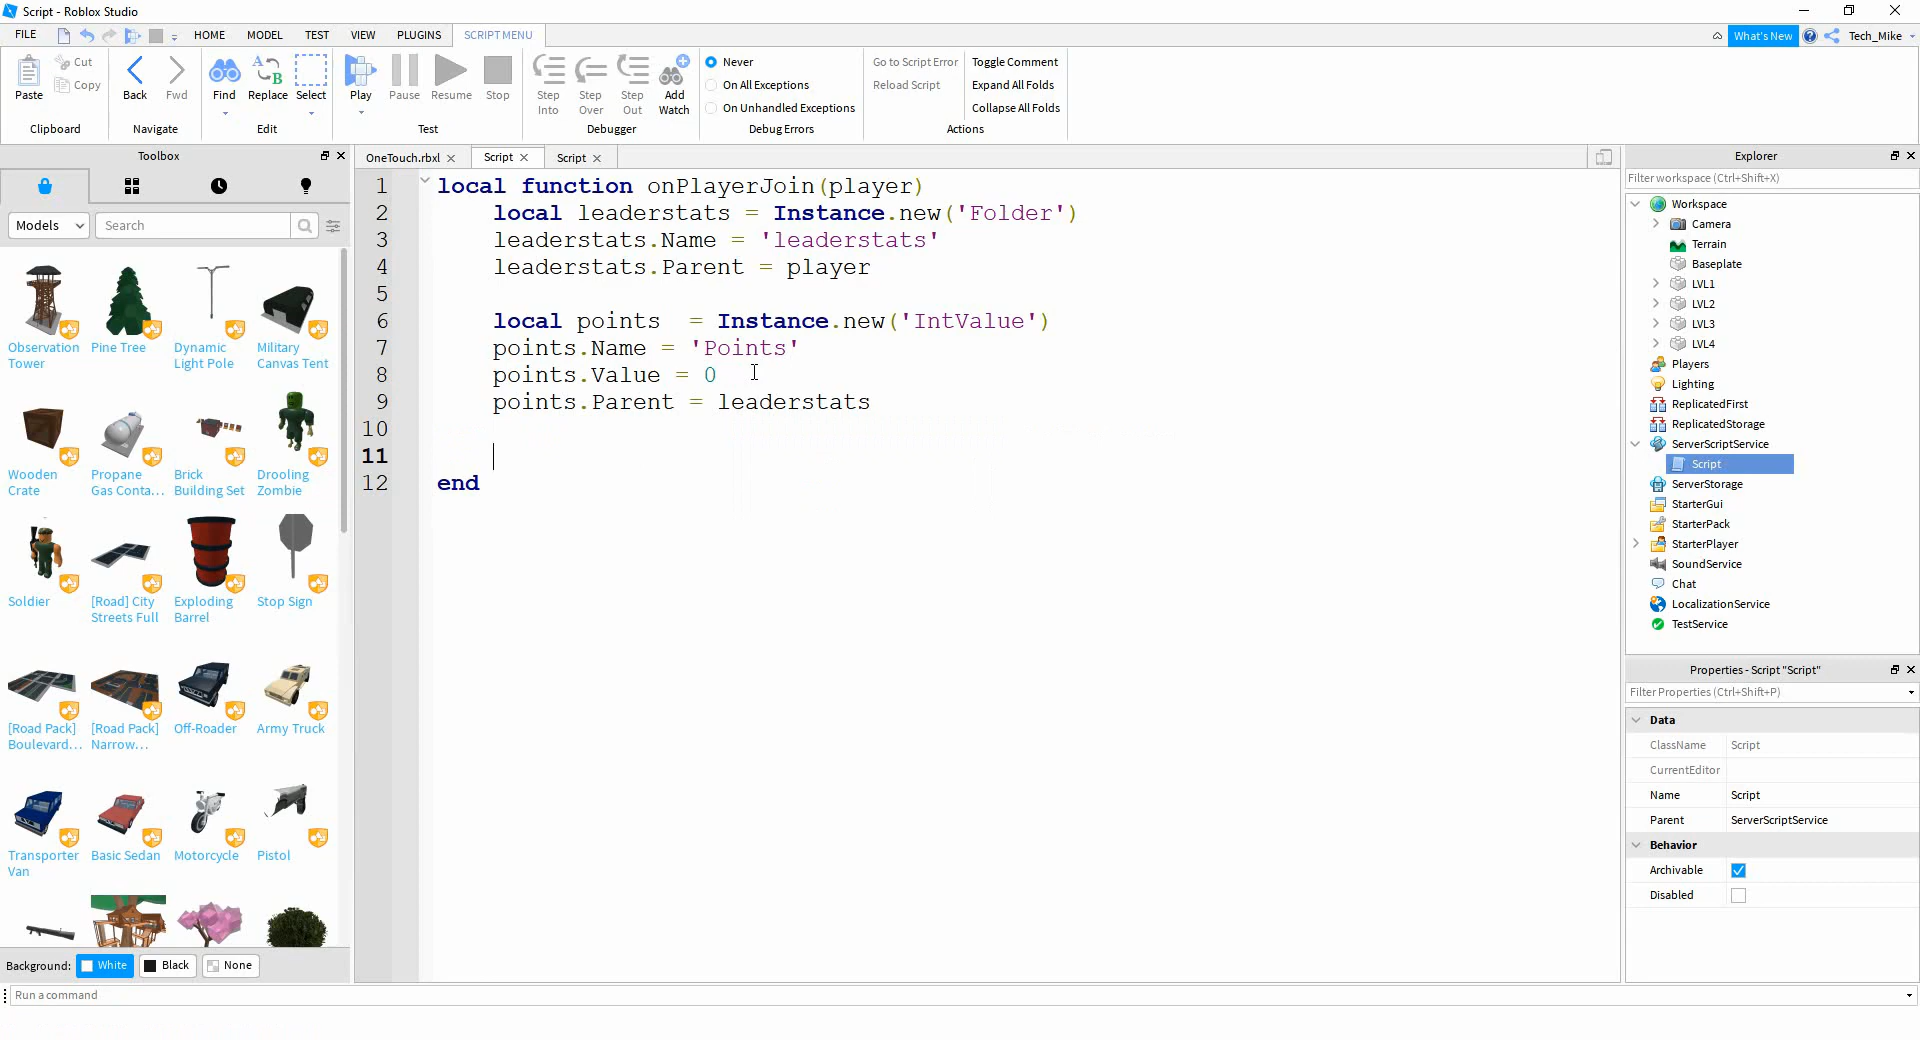 Script - Roblox Studio
FILE
HOME
MODEL
TEST
VIEW
PLUGINS
SCRIPT MENU
What's New
Tech_Mike
Paste
Cut
Copy
Clipboard
Back
Fwd
Navigate
Find
Replace
Select
Edit
Play
Pause
Resume
Stop
Test
Step Into
Step Over
Step Out
Add Watch
Debugger
Never
On All Exceptions
On Unhandled Exceptions
Debug Errors
Go to Script Error
Reload Script
Toggle Comment
Expand All Folds
Collapse All Folds
Actions
Toolbox
Models
Search
Observation Tower
Pine Tree
Dynamic Light Pole
Military Canvas Tent
Wooden Crate
Propane Gas Conta...
Brick Building Set
Drooling Zombie
Soldier
[Road] City Streets Full
Exploding Barrel
Stop Sign
[Road Pack] Boulevard...
[Road Pack] Narrow...
Off-Roader
Army Truck
Transporter Van
Basic Sedan
Motorcycle
Pistol
Background:
White
Black
None
Run a command
OneTouch.rbxl
Script
Script
1 local function onPlayerJoin(player)
2 local leaderstats = Instance.new('Folder')
3 leaderstats.Name = 'leaderstats'
4 leaderstats.Parent = player
5
6 local points  = Instance.new('IntValue')
7 points.Name = 'Points'
8 points.Value = 0
9 points.Parent = leaderstats
10
11
12 end
Explorer
Filter workspace (Ctrl+Shift+X)
Workspace
Camera
Terrain
Baseplate
LVL1
LVL2
LVL3
LVL4
Players
Lighting
ReplicatedFirst
ReplicatedStorage
ServerScriptService
Script
ServerStorage
StarterGui
StarterPack
StarterPlayer
SoundService
Chat
LocalizationService
TestService
Properties - Script "Script"
Filter Properties (Ctrl+Shift+P)
Data
ClassName Script
CurrentEditor
Name Script
Parent ServerScriptService
Behavior
Archivable
Disabled